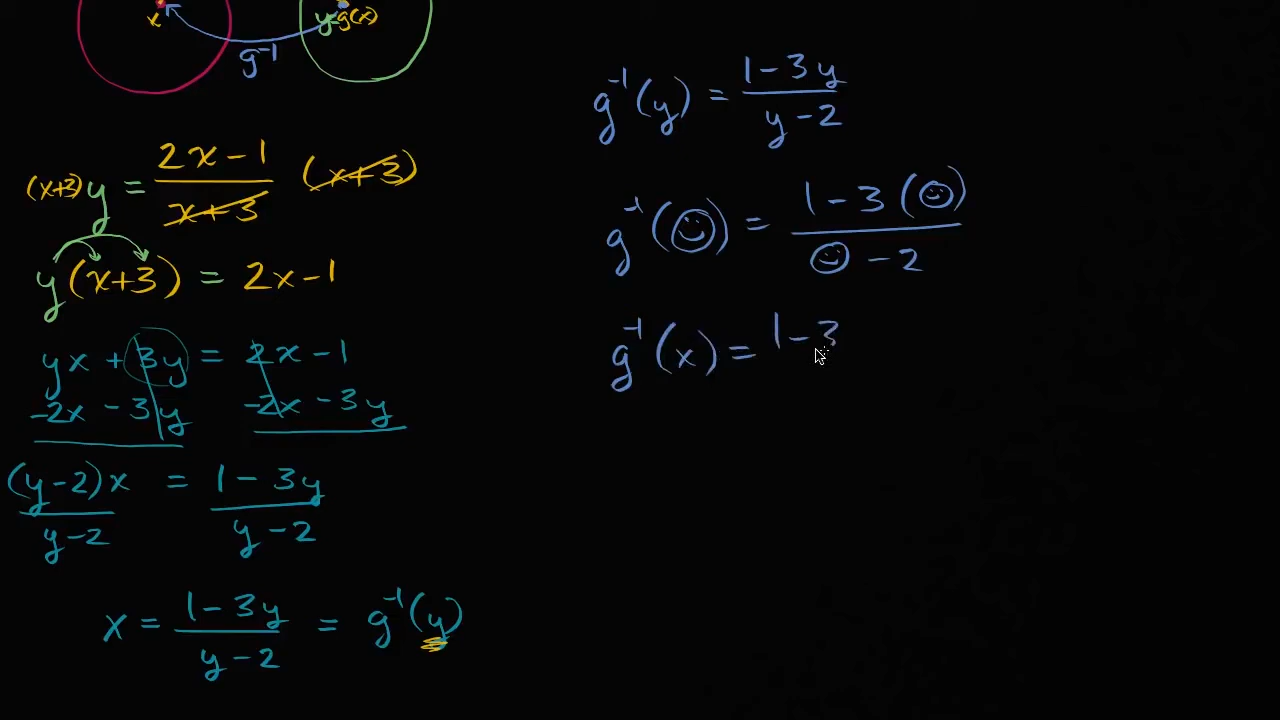 x
y=g(x)
g⁻¹
(x+3)y = (2x-1)/(x+3) (x+3)
y(x+3) = 2x-1
yx + 3y = 2x - 1
-2x - 3y -2x - 3y
(y-2)x = 1 - 3y
y-2 y-2
x = (1-3y)/(y-2) = g⁻¹(y)
g⁻¹(y) = (1-3y)/(y-2)
g⁻¹(☺) = (1-3(☺))/(☺-2)
g⁻¹(x) = 1-3